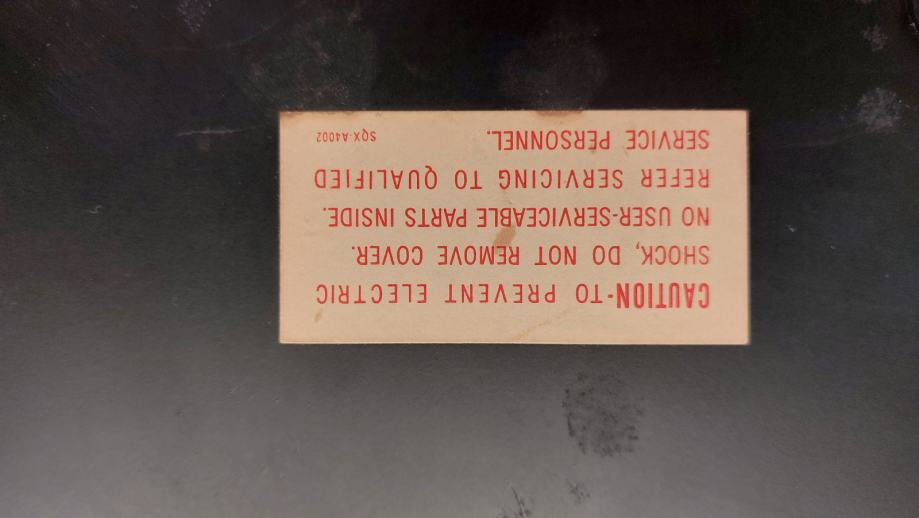 CAUTION-TO PREVENT ELECTRIC
SHOCK, DO NOT REMOVE COVER.
NO USER-SERVICEABLE PARTS INSIDE.
REFER SERVICING TO QUALIFIED
SERVICE PERSONNEL.
SQX-A4002